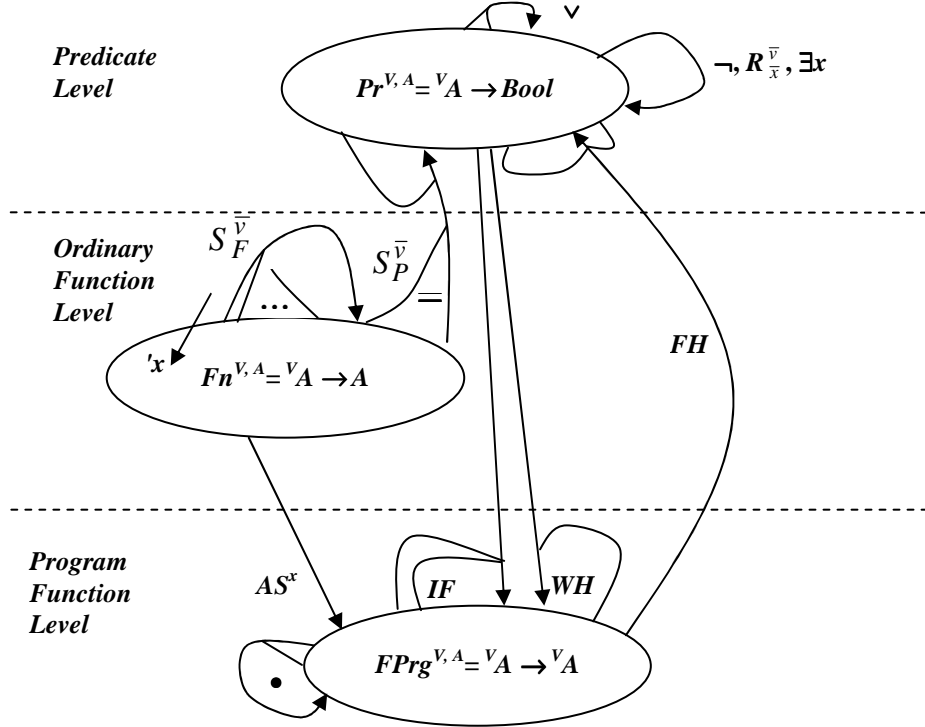 ∨
Predicate
Level
Pr^{V, A} = ^{V}A → Bool
¬, R^{v̅}_{x̅}, ∃x
Ordinary
Function
Level
S^{v̅}_{F}
S^{v̅}_{P}
=
...
'x
Fn^{V, A} = ^{V}A → A
FH
Program
Function
Level
AS^{x}
IF
WH
FPrg^{V, A} = ^{V}A → ^{V}A
•